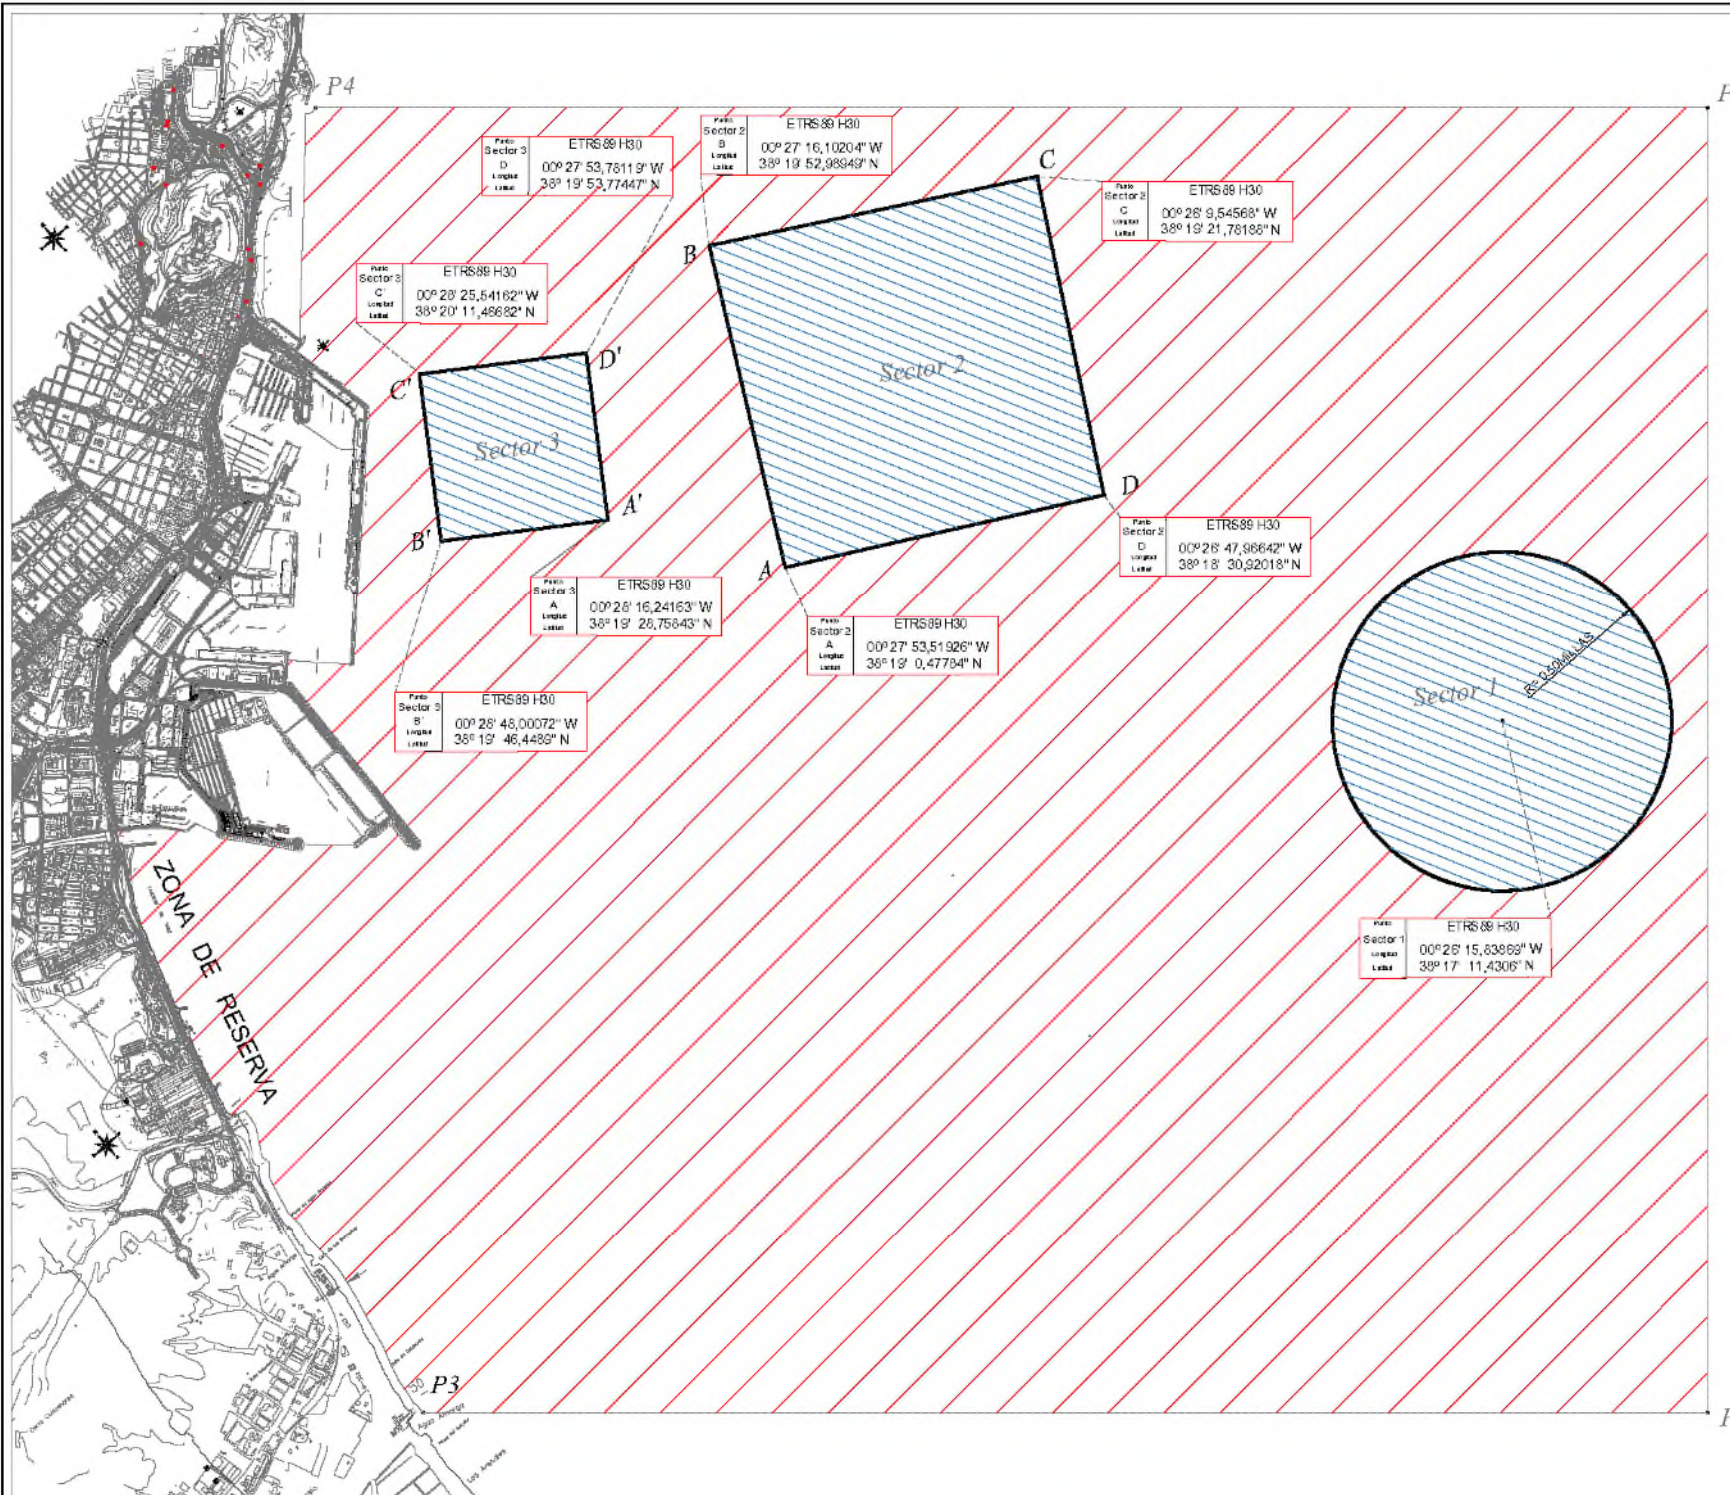 P4
P
Punto
Sector 3
D
Longitud
Latitud
ETRS89 H30
00º 27' 53,78119" W
38º 19' 53,77447" N
Punto
Sector 2
B
Longitud
Latitud
ETRS89 H30
00º 27' 16,10204" W
38º 19' 52,98949" N
C
Punto
Sector 2
C
Longitud
Latitud
ETRS89 H30
00º 26' 9,54568" W
38º 19' 21,78188" N
B
Punto
Sector 3
C'
Longitud
Latitud
ETRS89 H30
00º 28' 25,54162" W
38º 20' 11,46682" N
D'
C'
Sector 2
Sector 3
D
A'
B'
A
Punto
Sector 2
D
Longitud
Latitud
ETRS89 H30
00º 26' 47,96642" W
38º 18' 30,92018" N
Punto
Sector 3
A
Longitud
Latitud
ETRS89 H30
00º 28' 16,24163" W
38º 19' 28,75843" N
Punto
Sector 2
A
Longitud
Latitud
ETRS89 H30
00º 27' 53,51926" W
38º 19' 0,47784" N
R= 0.50MILLAS
Sector 1
Punto
Sector 3
B'
Longitud
Latitud
ETRS89 H30
00º 28' 48,00072" W
38º 19' 46,4489" N
ZONA DE RESERVA
Punto
Sector 1
Longitud
Latitud
ETRS89 H30
00º 26' 15,83869" W
38º 17' 11,4306" N
50
P3
Agua Amarga
P